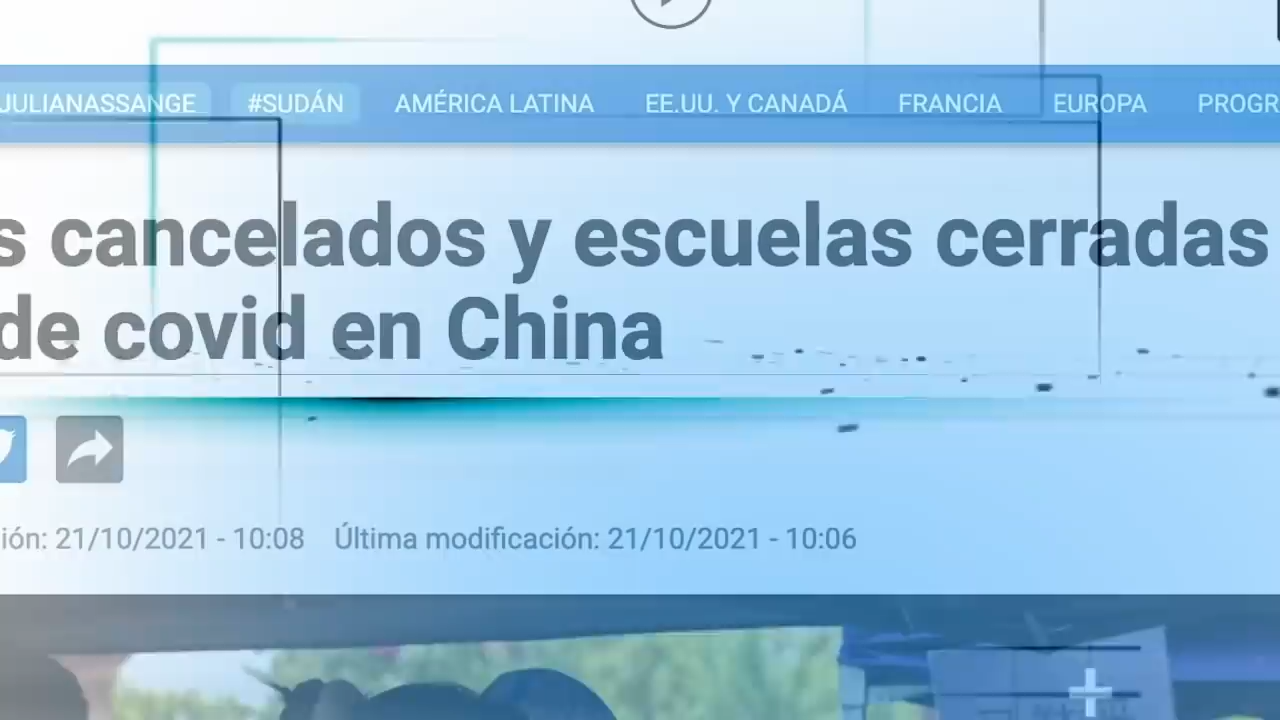 JULIANASSANGE #SUDÁN AMÉRICA LATINA EE.UU. Y CANADÁ FRANCIA EUROPA PROGR
s cancelados y escuelas cerradas
de covid en China
ión: 21/10/2021 - 10:08 Última modificación: 21/10/2021 - 10:06